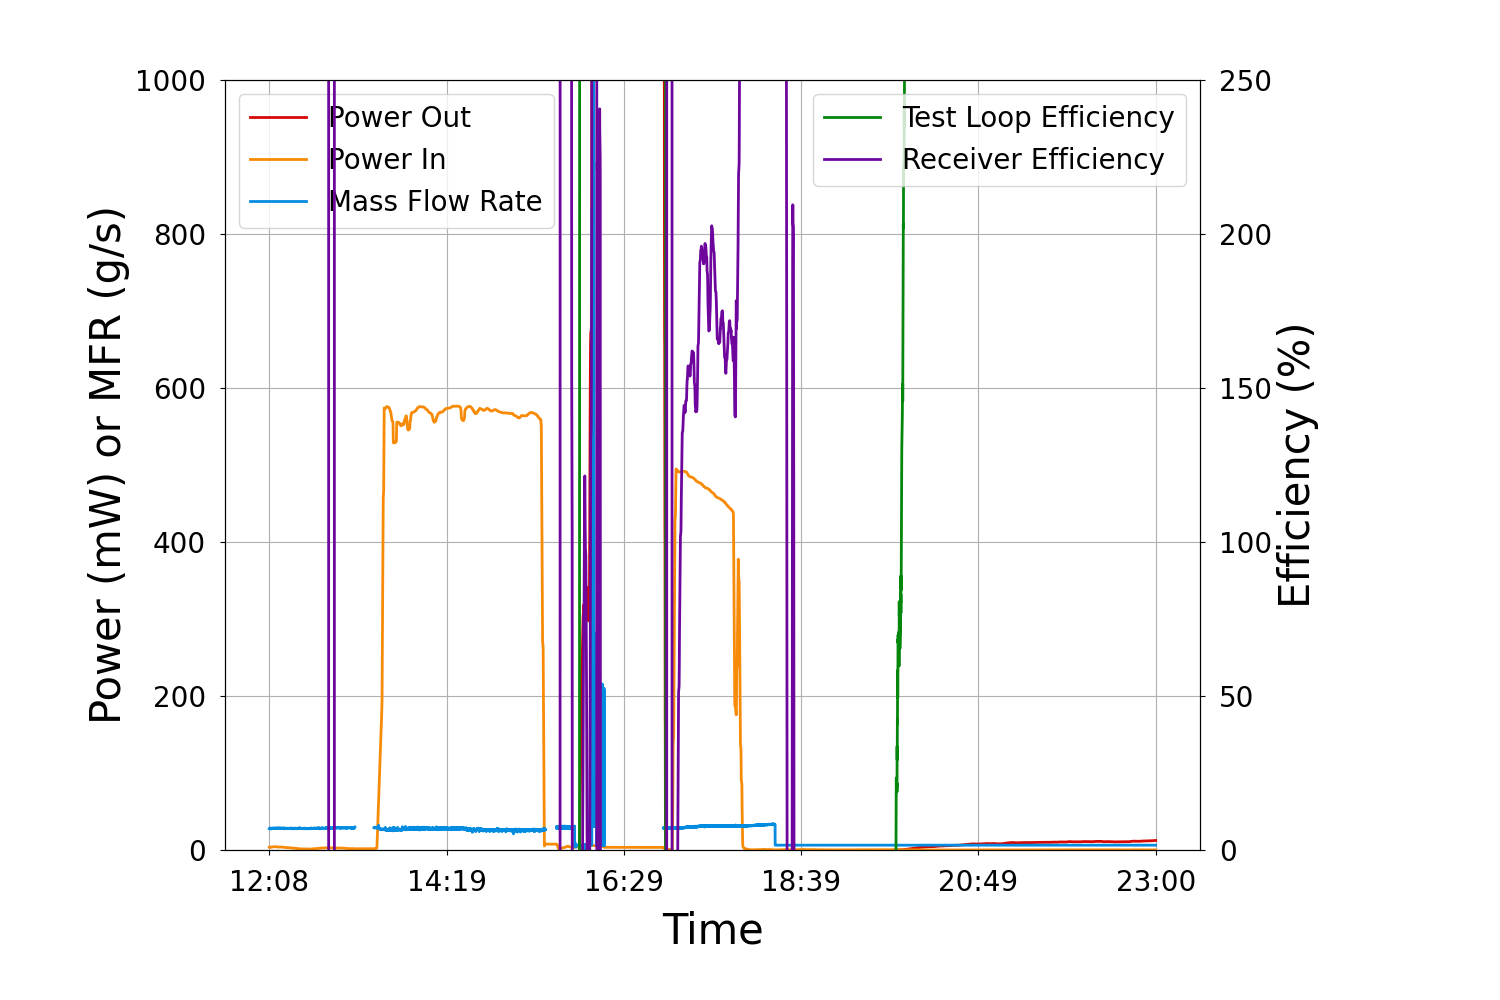 1000
800
600
400
200
0
Power (mW) or MFR (g/s)
Power Out
Power In
Mass Flow Rate
Test Loop Efficiency
Receiver Efficiency
250
200
150
100
50
0
Efficiency (%)
12:08 14:19 16:29 18:39 20:49 23:00
Time